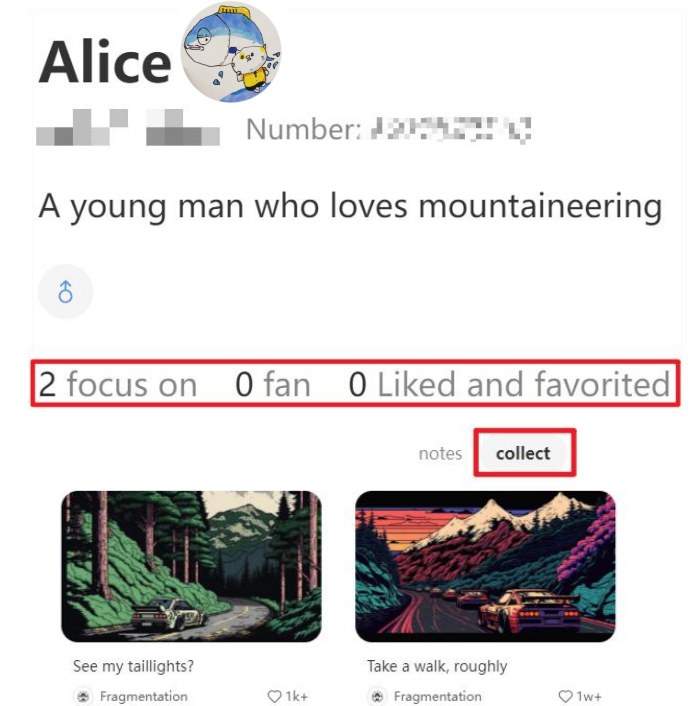 Alice
Number:
A young man who loves mountaineering
2 focus on 0 fan 0 Liked and favorited
notes collect
See my taillights? Take a walk, roughly
Fragmentation 1k+ Fragmentation 1w+